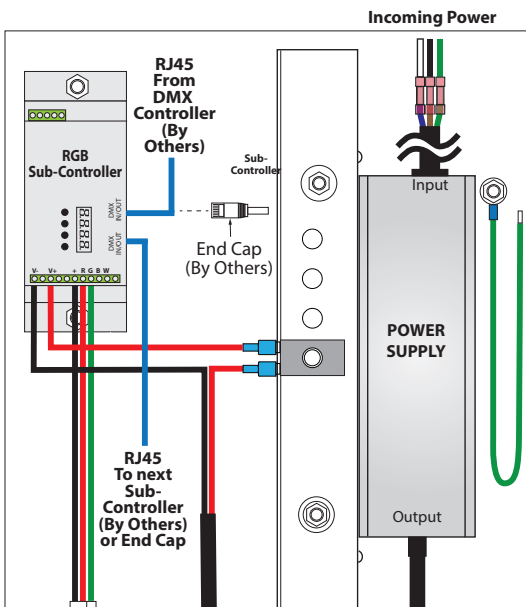 Incoming Power
RJ45
From
DMX
Controller
(By
Others)
RGB
Sub-Controller
DMX
IN/OUT
DMX
IN/OUT
V-
V+
+
R
G
B
W
Sub-
Controller
End Cap
(By Others)
Input
POWER
SUPPLY
Output
RJ45
To next
Sub-
Controller
(By Others)
or End Cap